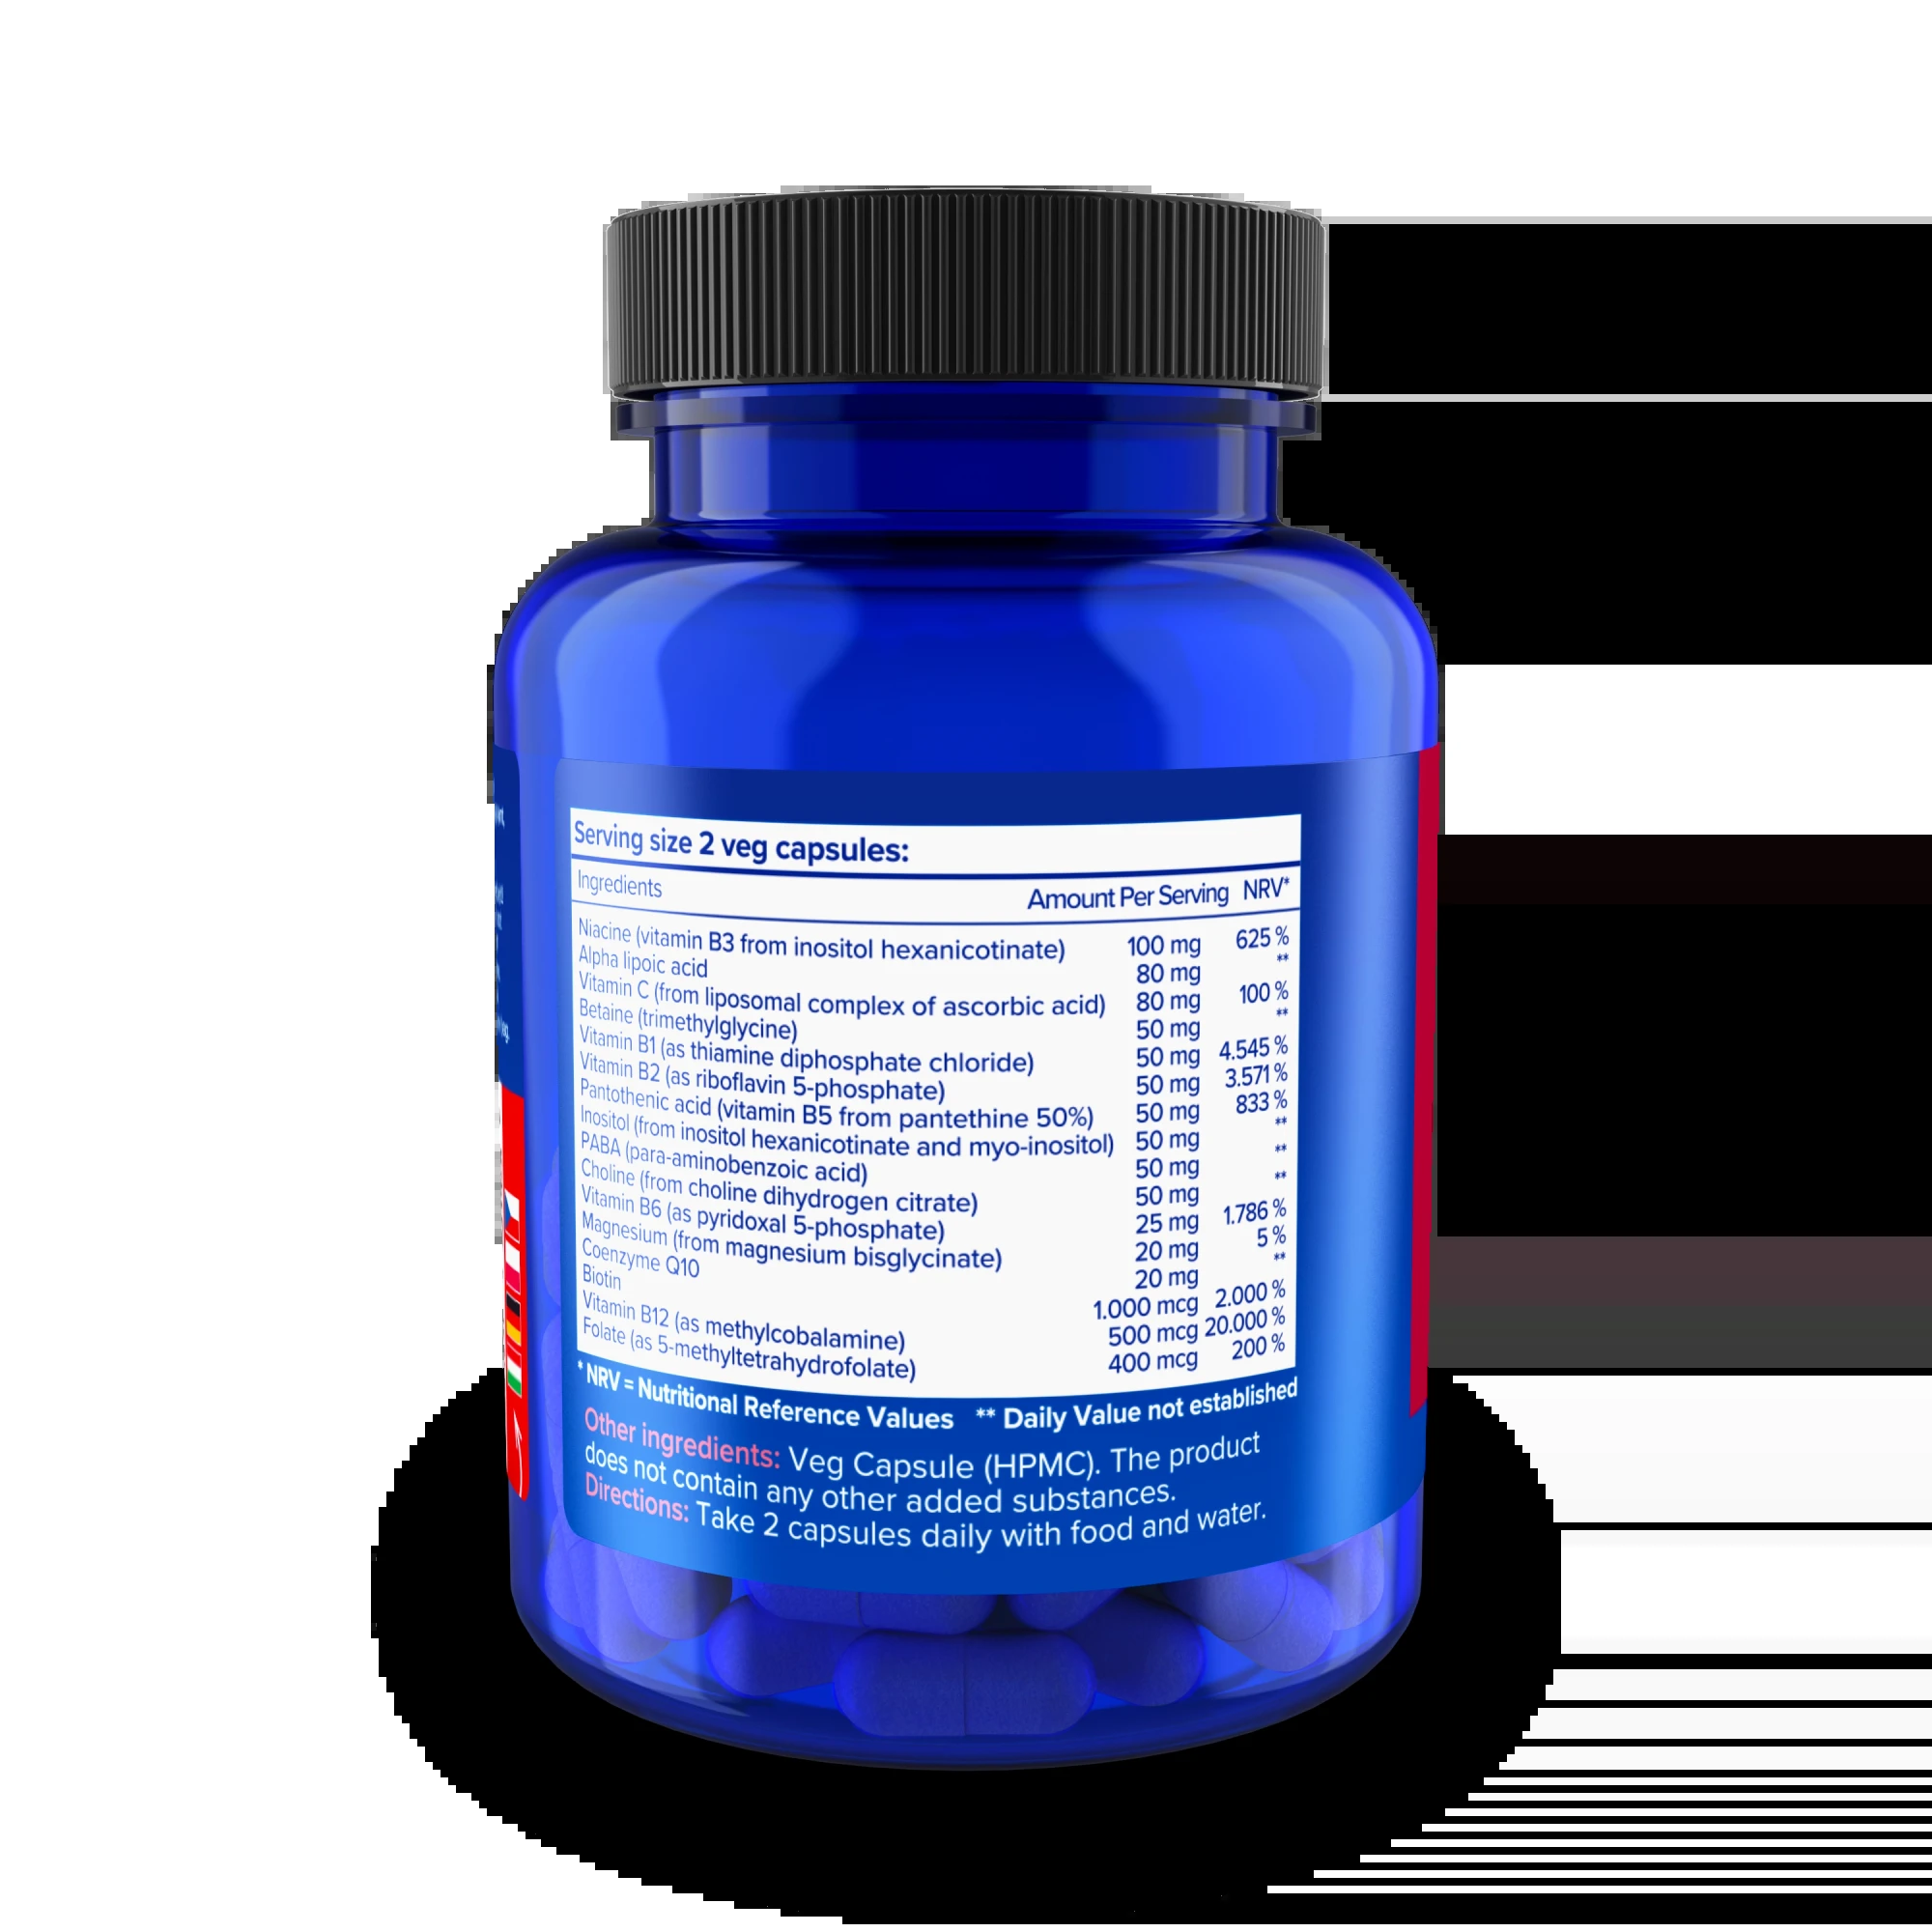 Serving size 2 veg capsules:
Ingredients Amount Per Serving NRV*
Niacine (vitamin B3 from inositol hexanicotinate) 100 mg 625 %
Alpha lipoic acid 80 mg **
Vitamin C (from liposomal complex of ascorbic acid) 80 mg 100 %
Betaine (trimethylglycine) 50 mg **
Vitamin B1 (as thiamine diphosphate chloride) 50 mg 4.545 %
Vitamin B2 (as riboflavin 5-phosphate) 50 mg 3.571 %
Pantothenic acid (vitamin B5 from pantethine 50%) 50 mg 833 %
Inositol (from inositol hexanicotinate and myo-inositol) 50 mg **
PABA (para-aminobenzoic acid) 50 mg **
Choline (from choline dihydrogen citrate) 50 mg **
Vitamin B6 (as pyridoxal 5-phosphate) 25 mg 1.786 %
Magnesium (from magnesium bisglycinate) 20 mg 5 %
Coenzyme Q10 20 mg **
Biotin 1.000 mcg 2.000 %
Vitamin B12 (as methylcobalamine) 500 mcg 20.000 %
Folate (as 5-methyltetrahydrofolate) 400 mcg 200 %
* NRV = Nutritional Reference Values ** Daily Value not established
Other ingredients: Veg Capsule (HPMC). The product
does not contain any other added substances.
Directions: Take 2 capsules daily with food and water.